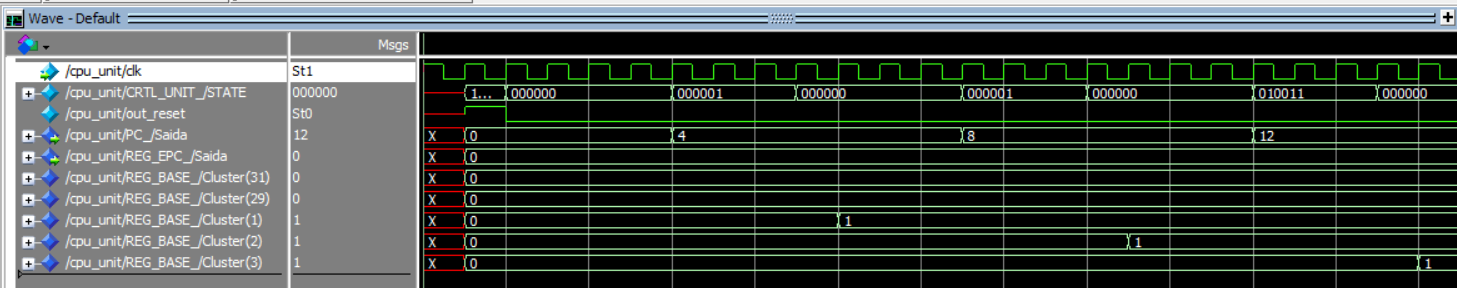 Wave - Default
Msgs
/cpu_unit/clk St1
/cpu_unit/CRTL_UNIT_/STATE 000000 1... 000000 000001 000000 000001 000000 010011 000000
/cpu_unit/out_reset St0
/cpu_unit/PC_/Saida 12 X 0 4 8 12
/cpu_unit/REG_EPC_/Saida 0 X 0
/cpu_unit/REG_BASE_/Cluster(31) 0 X 0
/cpu_unit/REG_BASE_/Cluster(29) 0 X 0
/cpu_unit/REG_BASE_/Cluster(1) 1 X 0 1
/cpu_unit/REG_BASE_/Cluster(2) 1 X 0 1
/cpu_unit/REG_BASE_/Cluster(3) 1 X 0 1